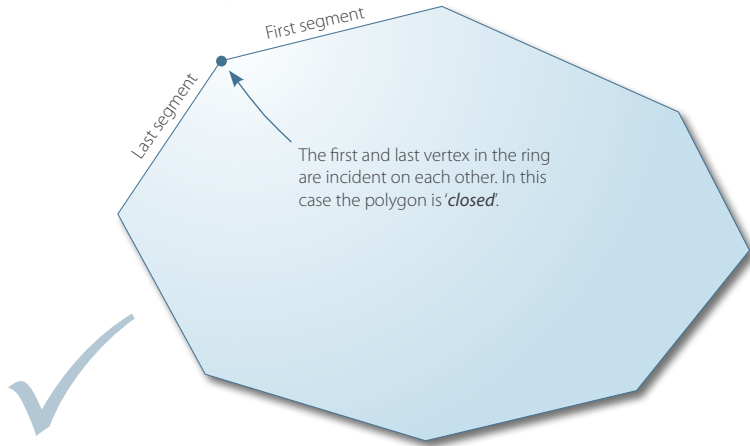 First segment
Last segment
The first and last vertex in the ring
are incident on each other. In this
case the polygon is ‘closed’.